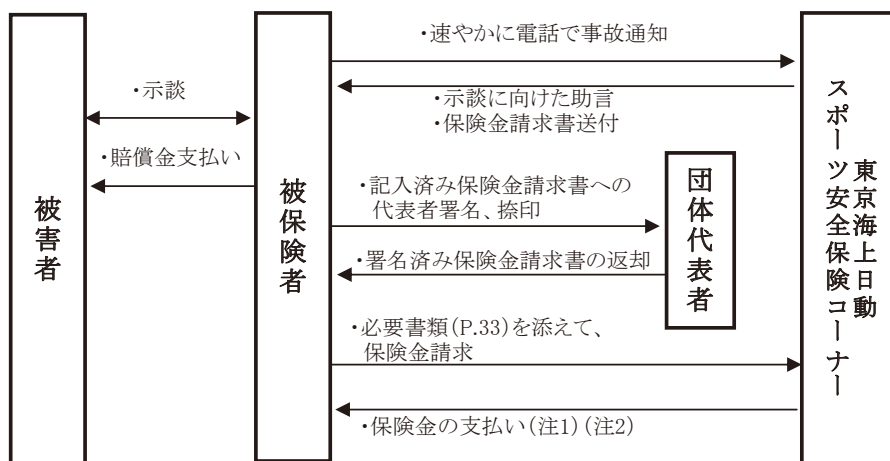 ・速やかに電話で事故通知
・示談
・示談に向けた助言
・保険金請求書送付
・賠償金支払い
・記入済み保険金請求書への
代表者署名、捺印
・署名済み保険金請求書の返却
・必要書類(P.33)を添えて、
保険金請求
・保険金の支払い(注1)(注2)
被害者
被保険者
団体代表者
東京海上日動
スポーツ安全保険コーナー